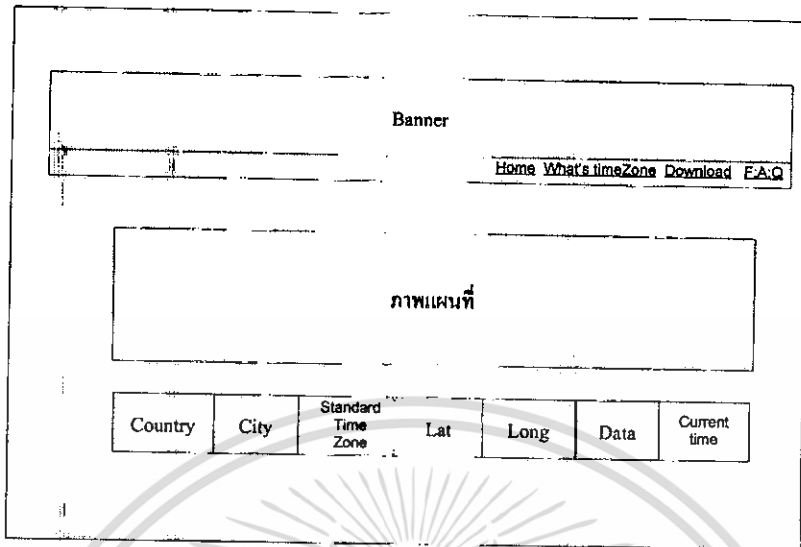 Banner
Home What's timeZone Download F:A:Q
ภาพแผนที่
Country City Standard Time Zone Lat Long Data Current time